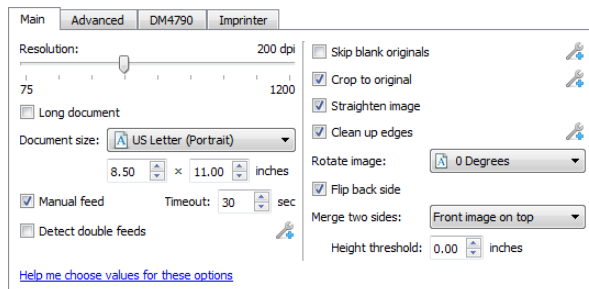 Main Advanced DM4790 Imprinter
Resolution: 200 dpi
75 1200
Long document
Document size: US Letter (Portrait)
8.50 × 11.00 inches
Manual feed Timeout: 30 sec
Detect double feeds
Help me choose values for these options
Skip blank originals
Crop to original
Straighten image
Clean up edges
Rotate image: 0 Degrees
Flip back side
Merge two sides: Front image on top
Height threshold: 0.00 inches